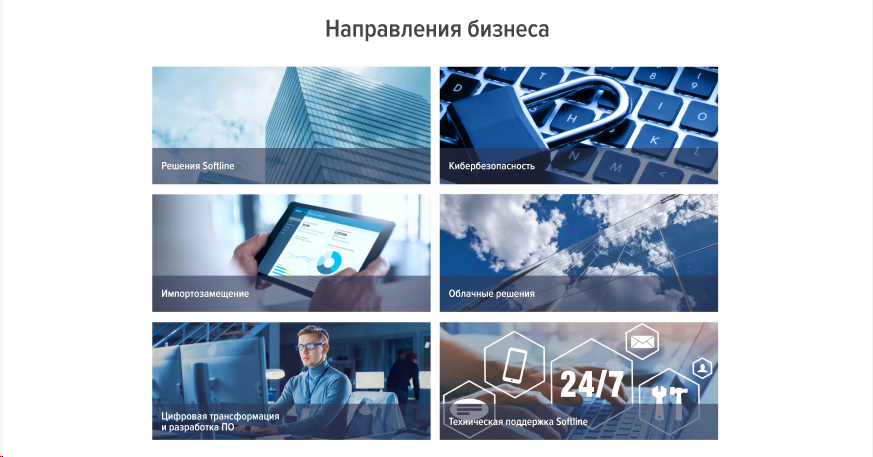 Направления бизнеса
Решения Softline
Кибербезопасность
Импортозамещение
Облачные решения
Цифровая трансформация
и разработка ПО
24/7
Техническая поддержка Softline